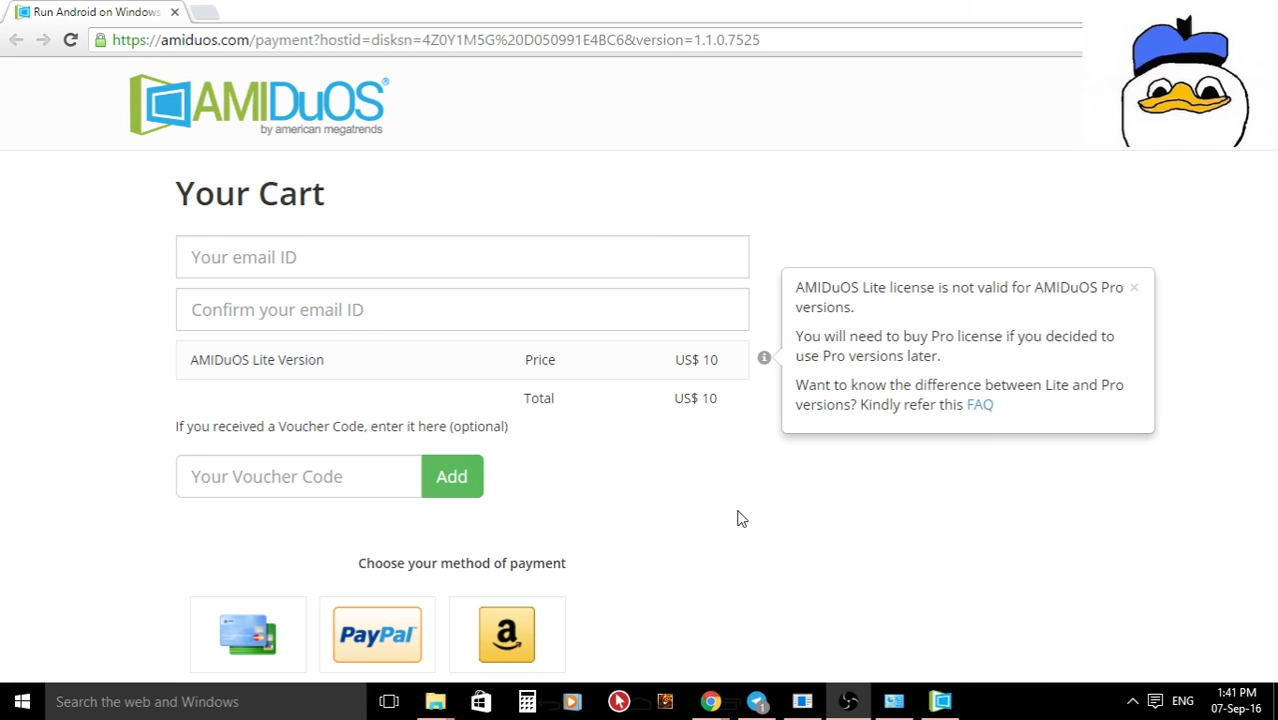 Run Android on Windows
https://amiduos.com/payment?hostid=disksn=4Z0Y1M5G%20D050991E4BC6&version=1.1.0.7525
AMIDuOS®
by american megatrends
Your Cart
Your email ID
Confirm your email ID
AMIDuOS Lite Version Price US$ 10
Total US$ 10
AMIDuOS Lite license is not valid for AMIDuOS Pro ×
versions.
You will need to buy Pro license if you decided to
use Pro versions later.
Want to know the difference between Lite and Pro
versions? Kindly refer this FAQ
If you received a Voucher Code, enter it here (optional)
Your Voucher Code Add
Choose your method of payment
PayPal
a
Search the web and Windows
1
ENG
1:41 PM
07-Sep-16